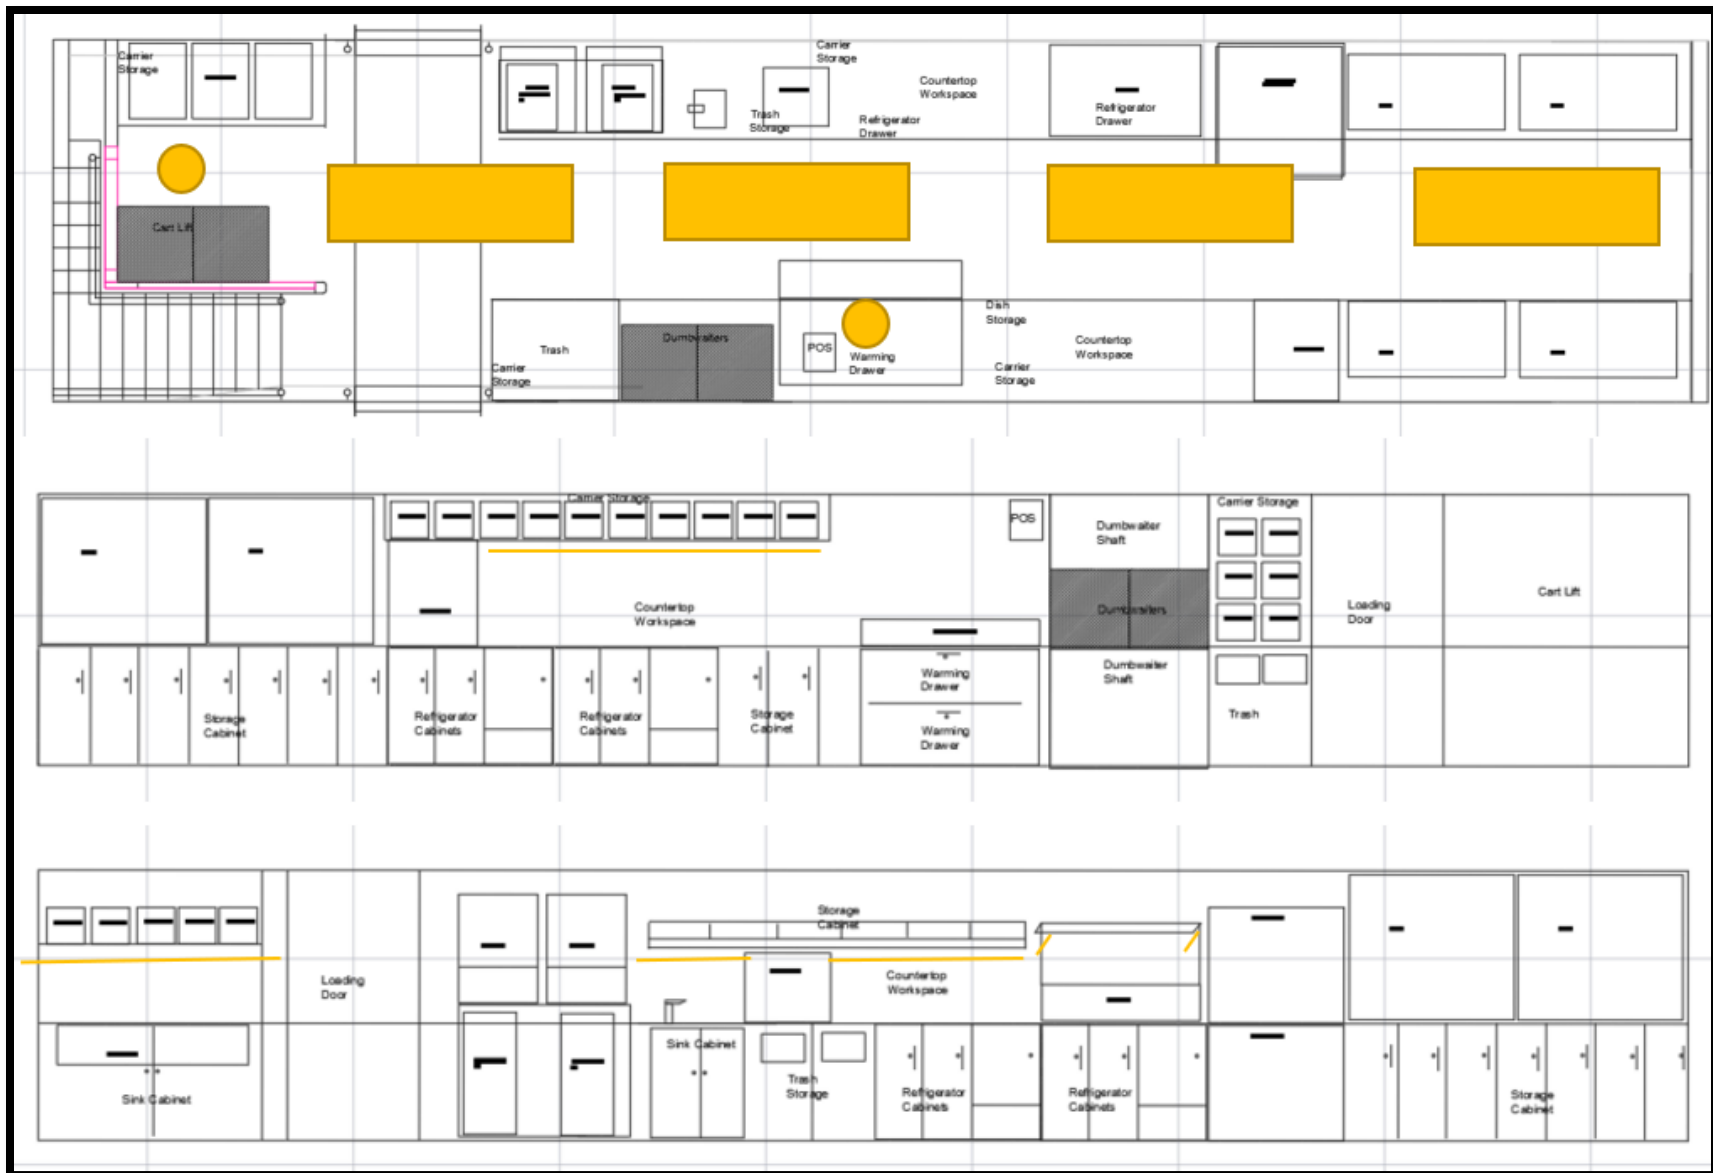 Carrier
Storage
Carrier
Storage
Countertop
Workspace
Trash
Storage
Refrigerator
Drawer
Refrigerator
Drawer
Cart Lift
Trash
Carrier
Storage
Dumbwaiters
POS
Warming
Drawer
Dish
Storage
Carrier
Storage
Countertop
Workspace
Carrier Storage
POS
Dumbwaiter
Shaft
Carrier Storage
Countertop
Workspace
Dumbwaiters
Loading
Door
Cart Lift
Storage
Cabinet
Refrigerator
Cabinets
Refrigerator
Cabinets
Storage
Cabinet
Warming
Drawer
Warming
Drawer
Dumbwaiter
Shaft
Trash
Storage
Cabinet
Loading
Door
Countertop
Workspace
Sink Cabinet
Sink Cabinet
Trash
Storage
Refrigerator
Cabinets
Refrigerator
Cabinets
Storage
Cabinet